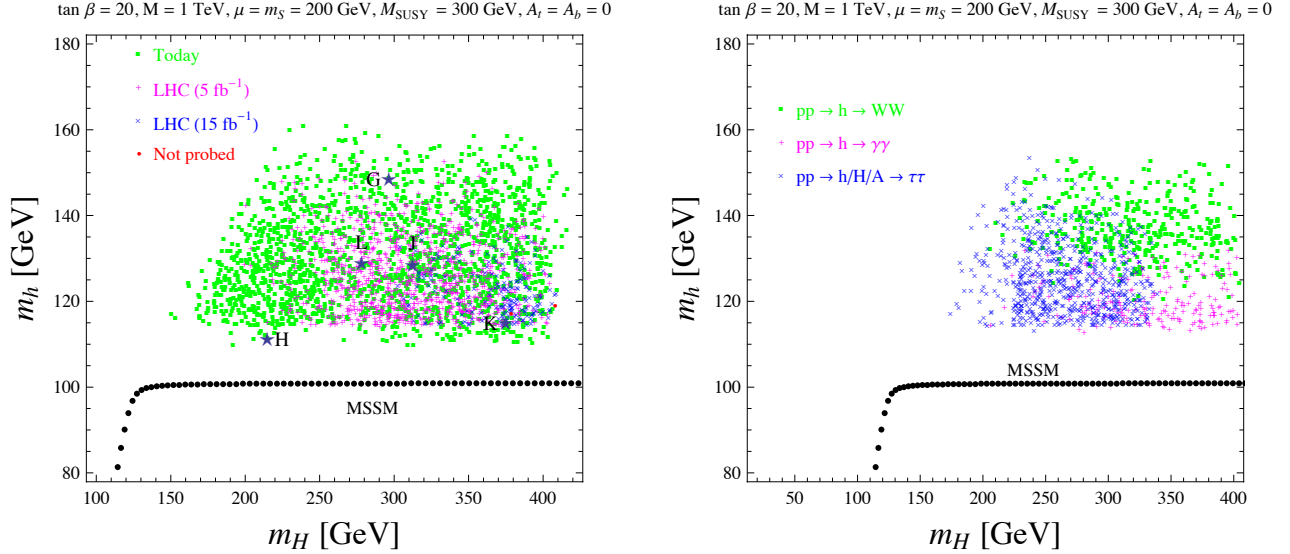 tan β = 20, M = 1 TeV, μ = m_S = 200 GeV, M_SUSY = 300 GeV, A_t = A_b = 0
180
160
140
120
100
80
m_h [GeV]
Today
LHC (5 fb⁻¹)
LHC (15 fb⁻¹)
Not probed
G
L
J
K
H
MSSM
100 150 200 250 300 350 400
m_H [GeV]
tan β = 20, M = 1 TeV, μ = m_S = 200 GeV, M_SUSY = 300 GeV, A_t = A_b = 0
180
160
140
120
100
80
m_h [GeV]
pp → h → WW
pp → h → γγ
pp → h/H/A → ττ
MSSM
50 100 150 200 250 300 350 400
m_H [GeV]